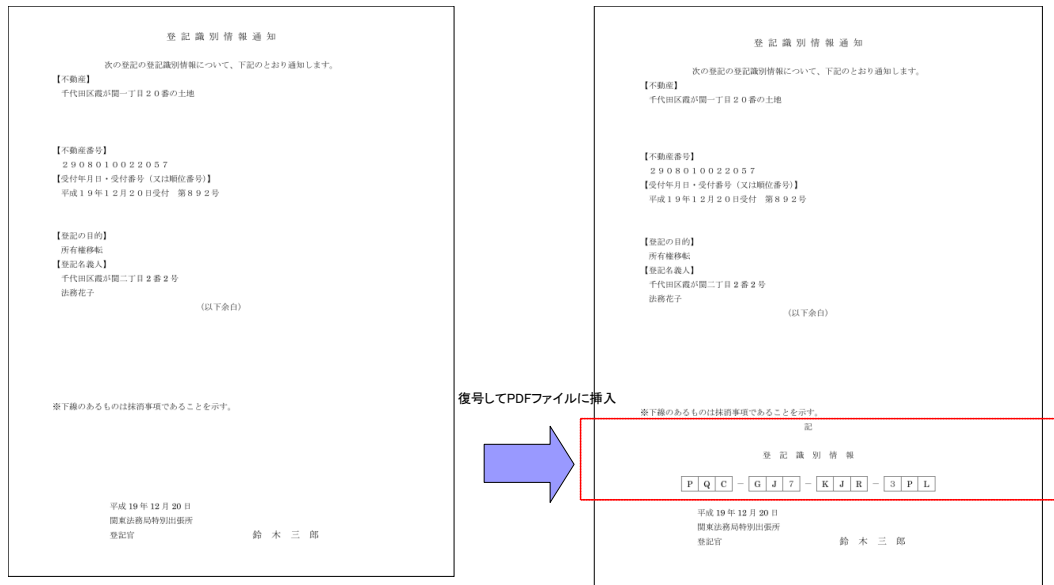 登記識別情報通知
次の登記の登記識別情報について、下記のとおり通知します。
【不動産】
千代田区霞が関一丁目２０番の土地
【不動産番号】
２９０８０１００２２０５７
【受付年月日・受付番号（又は順位番号）】
平成１９年１２月２０日受付　第８９２号
【登記の目的】
所有権移転
【登記名義人】
千代田区霞が関二丁目２番２号
法務花子
（以下余白）
※下線のあるものは抹消事項であることを示す。
平成 19 年 12 月 20 日
関東法務局特別出張所
登記官　鈴木三郎
復号してPDFファイルに挿入
登記識別情報通知
次の登記の登記識別情報について、下記のとおり通知します。
【不動産】
千代田区霞が関一丁目２０番の土地
【不動産番号】
２９０８０１００２２０５７
【受付年月日・受付番号（又は順位番号）】
平成１９年１２月２０日受付　第８９２号
【登記の目的】
所有権移転
【登記名義人】
千代田区霞が関二丁目２番２号
法務花子
（以下余白）
※下線のあるものは抹消事項であることを示す。
記
登記識別情報
P Q C － G J 7 － K J R － 3 P L
平成 19 年 12 月 20 日
関東法務局特別出張所
登記官　鈴木三郎